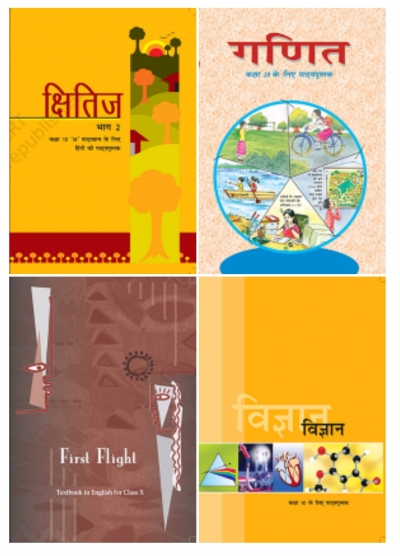 क्षितिज
भाग 2
कक्षा 10 'अ' पाठ्यक्रम के लिए
हिंदी की पाठ्यपुस्तक
गणित
कक्षा 10 के लिए पाठ्यपुस्तक
First Flight
Textbook in English for Class X
विज्ञान
विज्ञान
कक्षा 10 के लिए पाठ्यपुस्तक